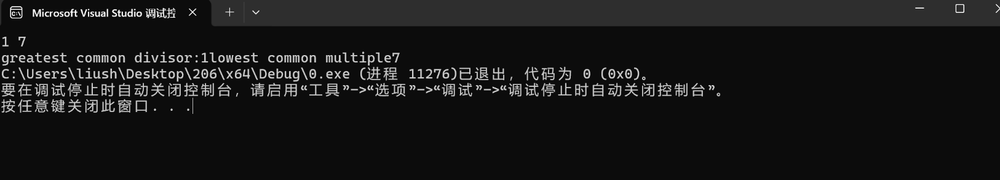 Microsoft Visual Studio 调试控
1 7
greatest common divisor:1lowest common multiple7
C:\Users\liush\Desktop\206\x64\Debug\0.exe (进程 11276)已退出，代码为 0 (0x0)。
要在调试停止时自动关闭控制台，请启用“工具”->“选项”->“调试”->“调试停止时自动关闭控制台”。
按任意键关闭此窗口. . .